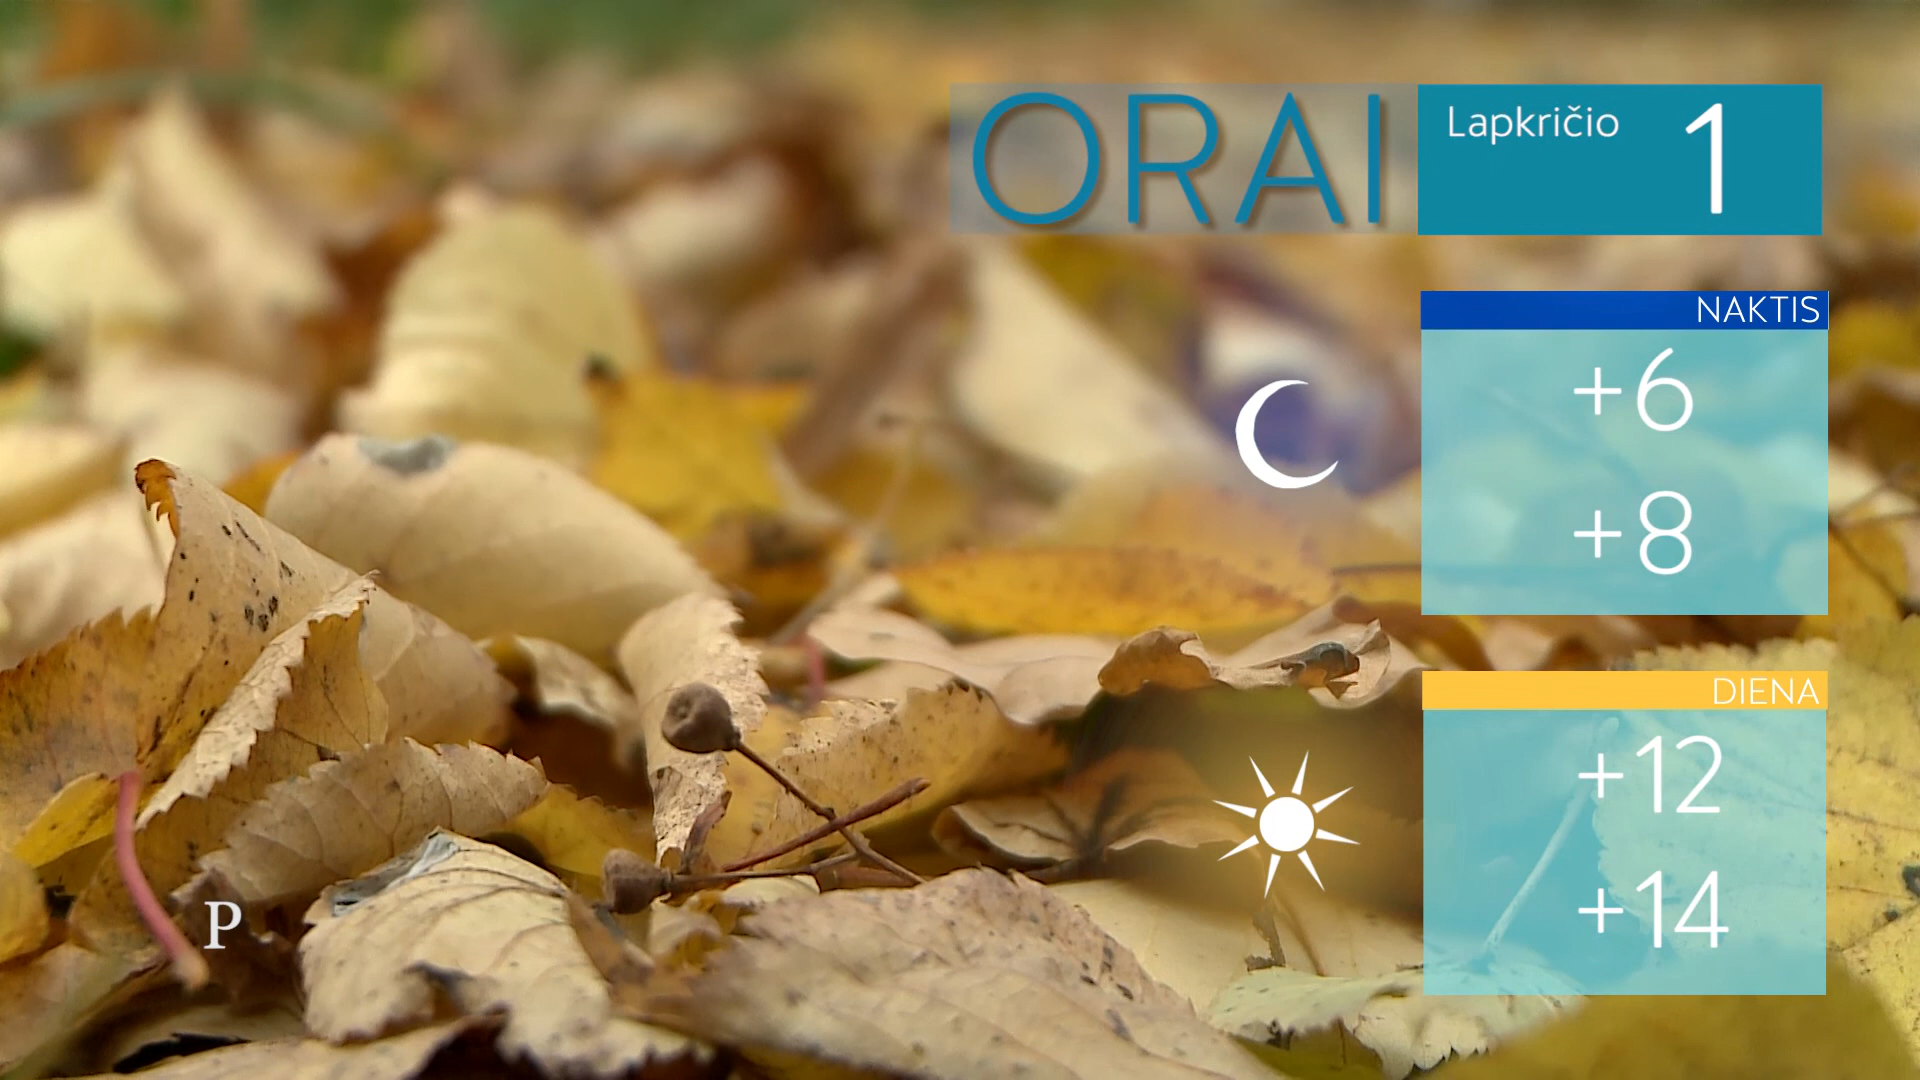 ORAI
Lapkričio 1
NAKTIS
+6
+8
DIENA
+12
+14
P